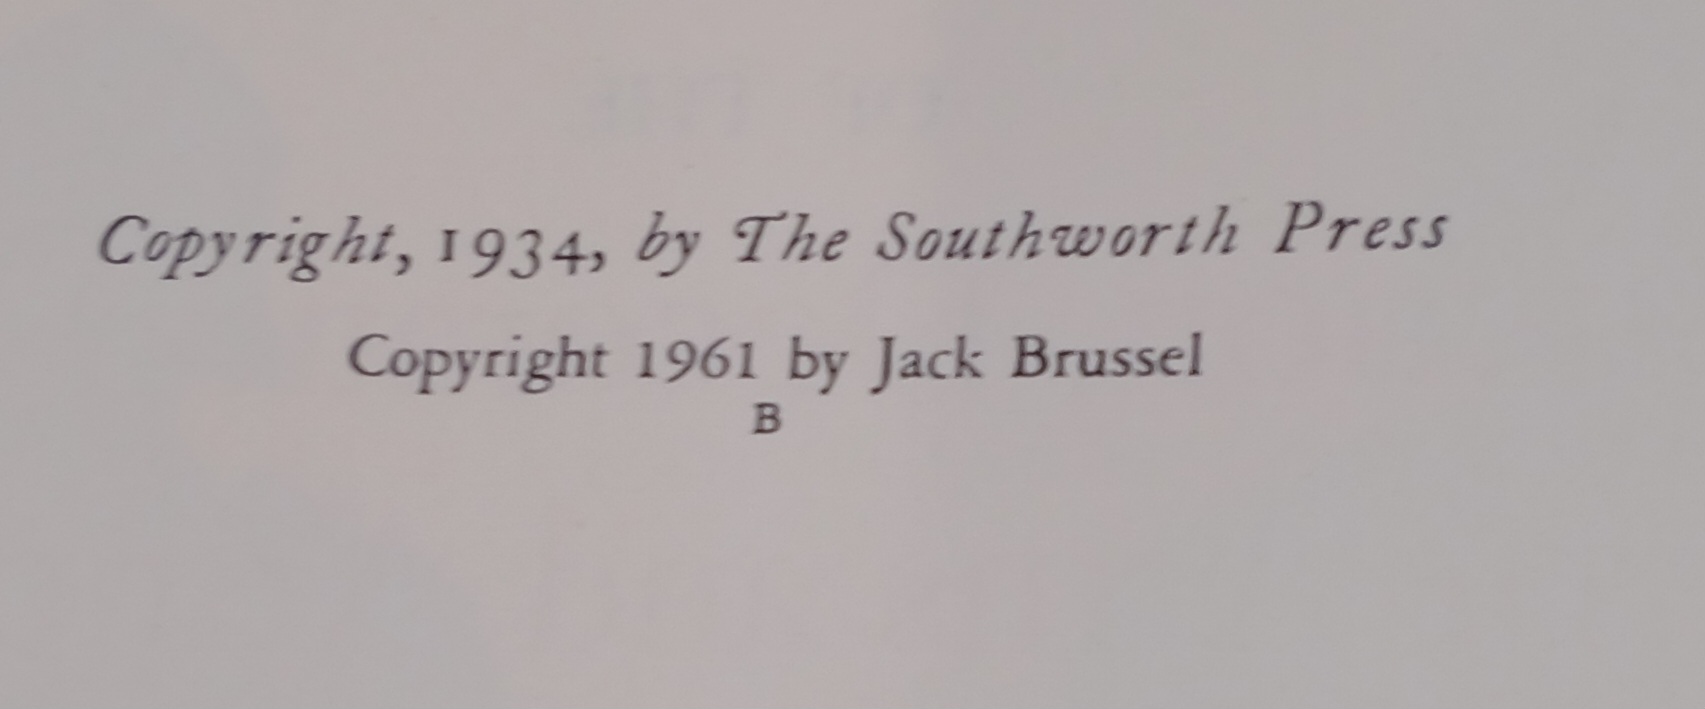 Copyright, 1934, by The Southworth Press
Copyright 1961 by Jack Brussel
B